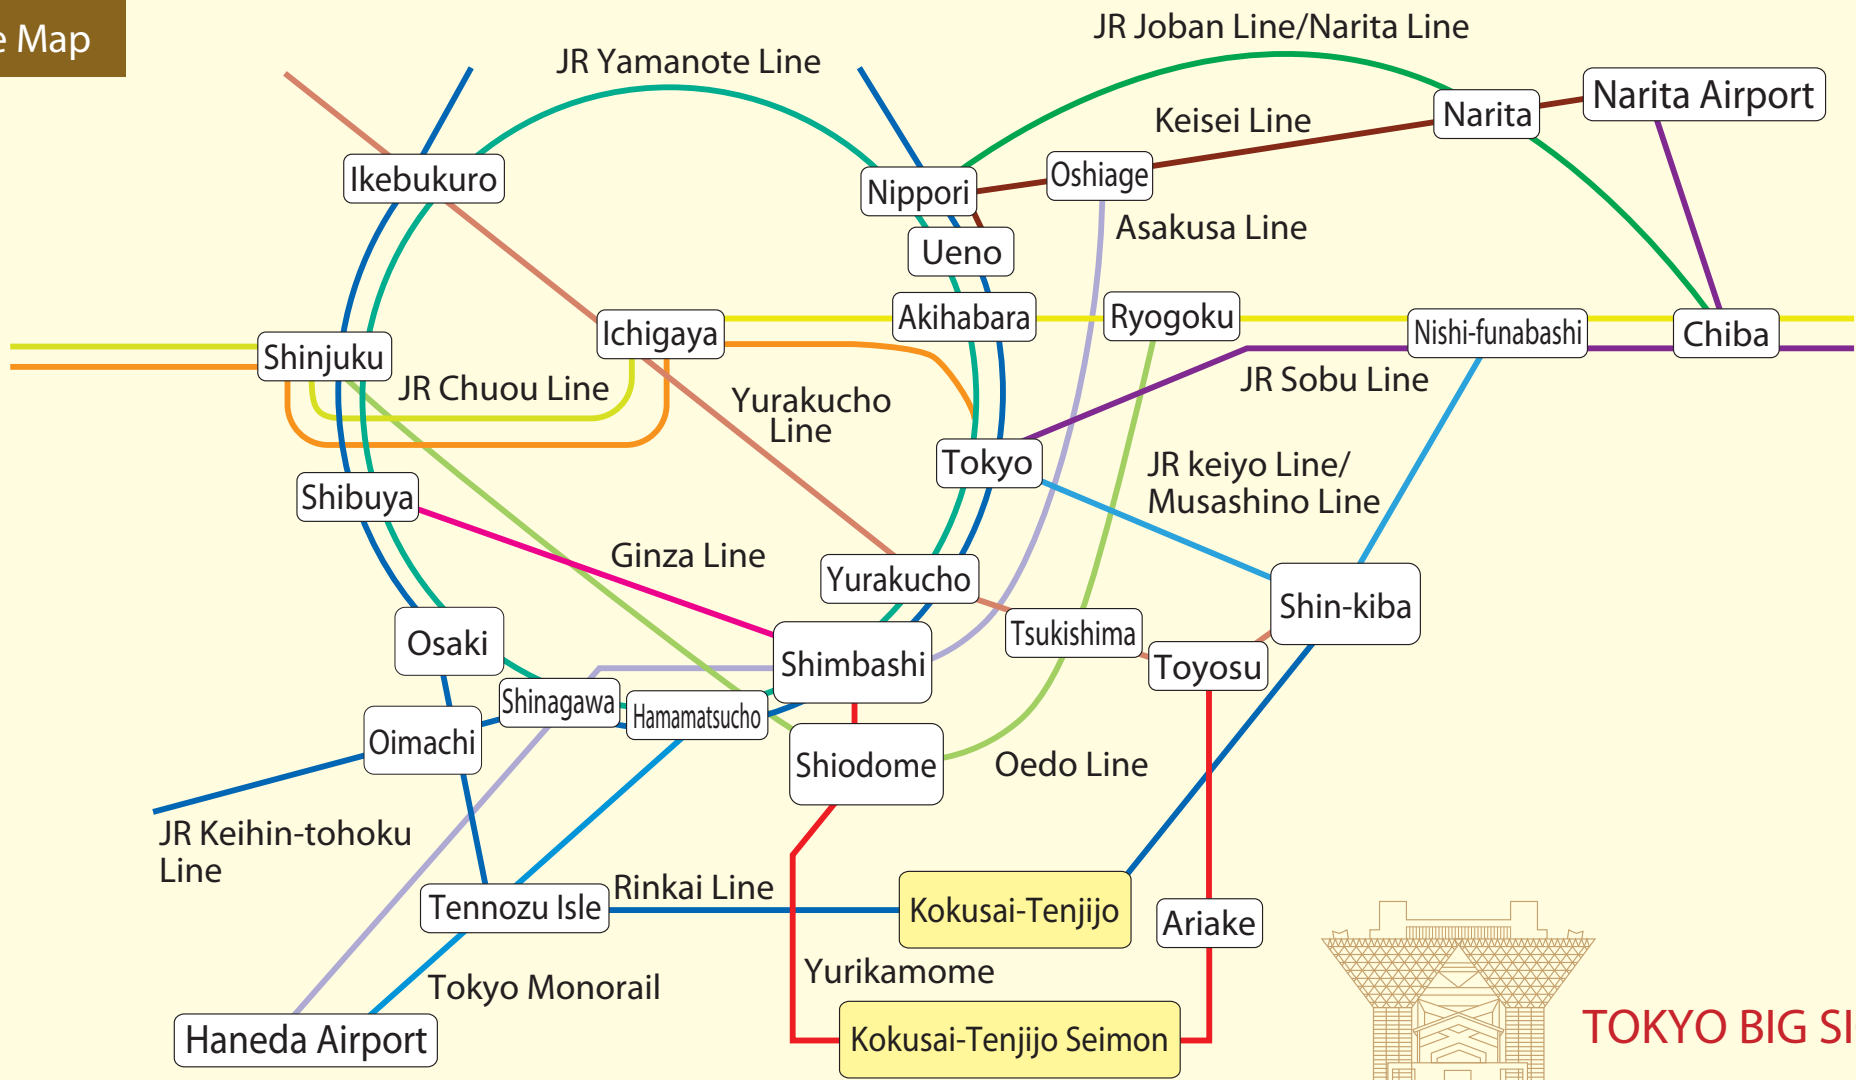 e Map
JR Joban Line/Narita Line
JR Yamanote Line
Narita Airport
Narita
Keisei Line
Ikebukuro
Nippori
Oshiage
Asakusa Line
Ueno
Ichigaya
Akihabara
Ryogoku
Nishi-funabashi
Chiba
Shinjuku
JR Chuou Line
JR Sobu Line
Yurakucho
Line
Tokyo
JR keiyo Line/
Musashino Line
Shibuya
Ginza Line
Yurakucho
Shin-kiba
Tsukishima
Osaki
Shimbashi
Toyosu
Shinagawa
Hamamatsucho
Oimachi
Shiodome
Oedo Line
JR Keihin-tohoku
Line
Rinkai Line
Tennozu Isle
Kokusai-Tenjijo
Ariake
Yurikamome
Tokyo Monorail
Haneda Airport
Kokusai-Tenjijo Seimon
TOKYO BIG SI